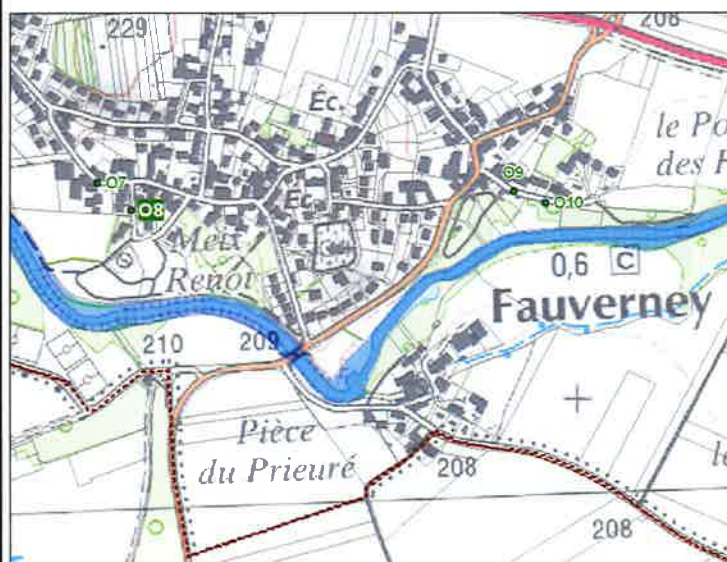 229
208
Éc.
le Po
des F
O7
O9
O8
O10
Éc
Meix
Renot
0,6 C
Fauverney
209
210
Pièce
du Prieuré
208
le
208